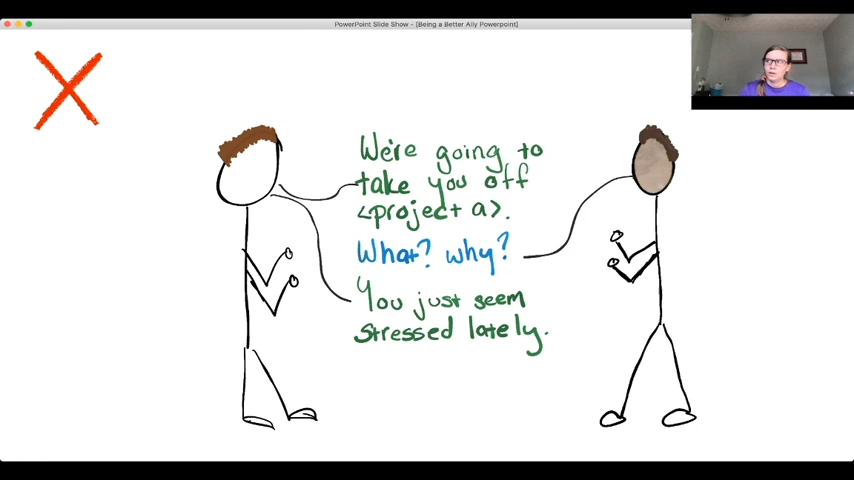 PowerPoint Slide Show - [Being a Better Ally Powerpoint]
We're going to
take you off
<project a>.
What? why?
You just seem
stressed lately.